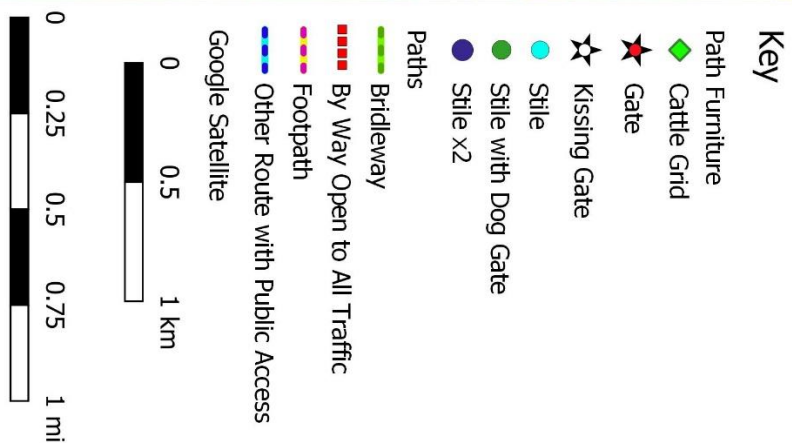 Key
Path Furniture
Cattle Grid
Gate
Kissing Gate
Stile
Stile with Dog Gate
Stile x2
Paths
Bridleway
By Way Open to All Traffic
Footpath
Other Route with Public Access
Google Satellite
0 0.5 1 km
0 0.25 0.5 0.75 1 mi